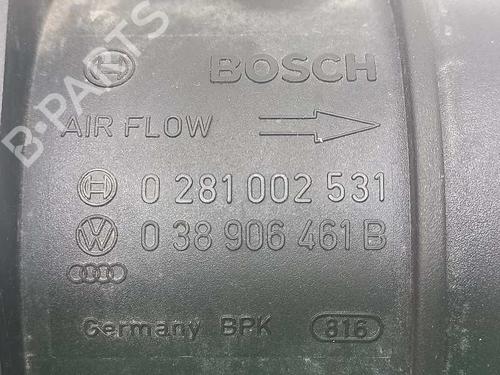 BOSCH
AIR FLOW
0 281 002 531
0 38 906 461 B
Germany BPK 816
B-PARTS